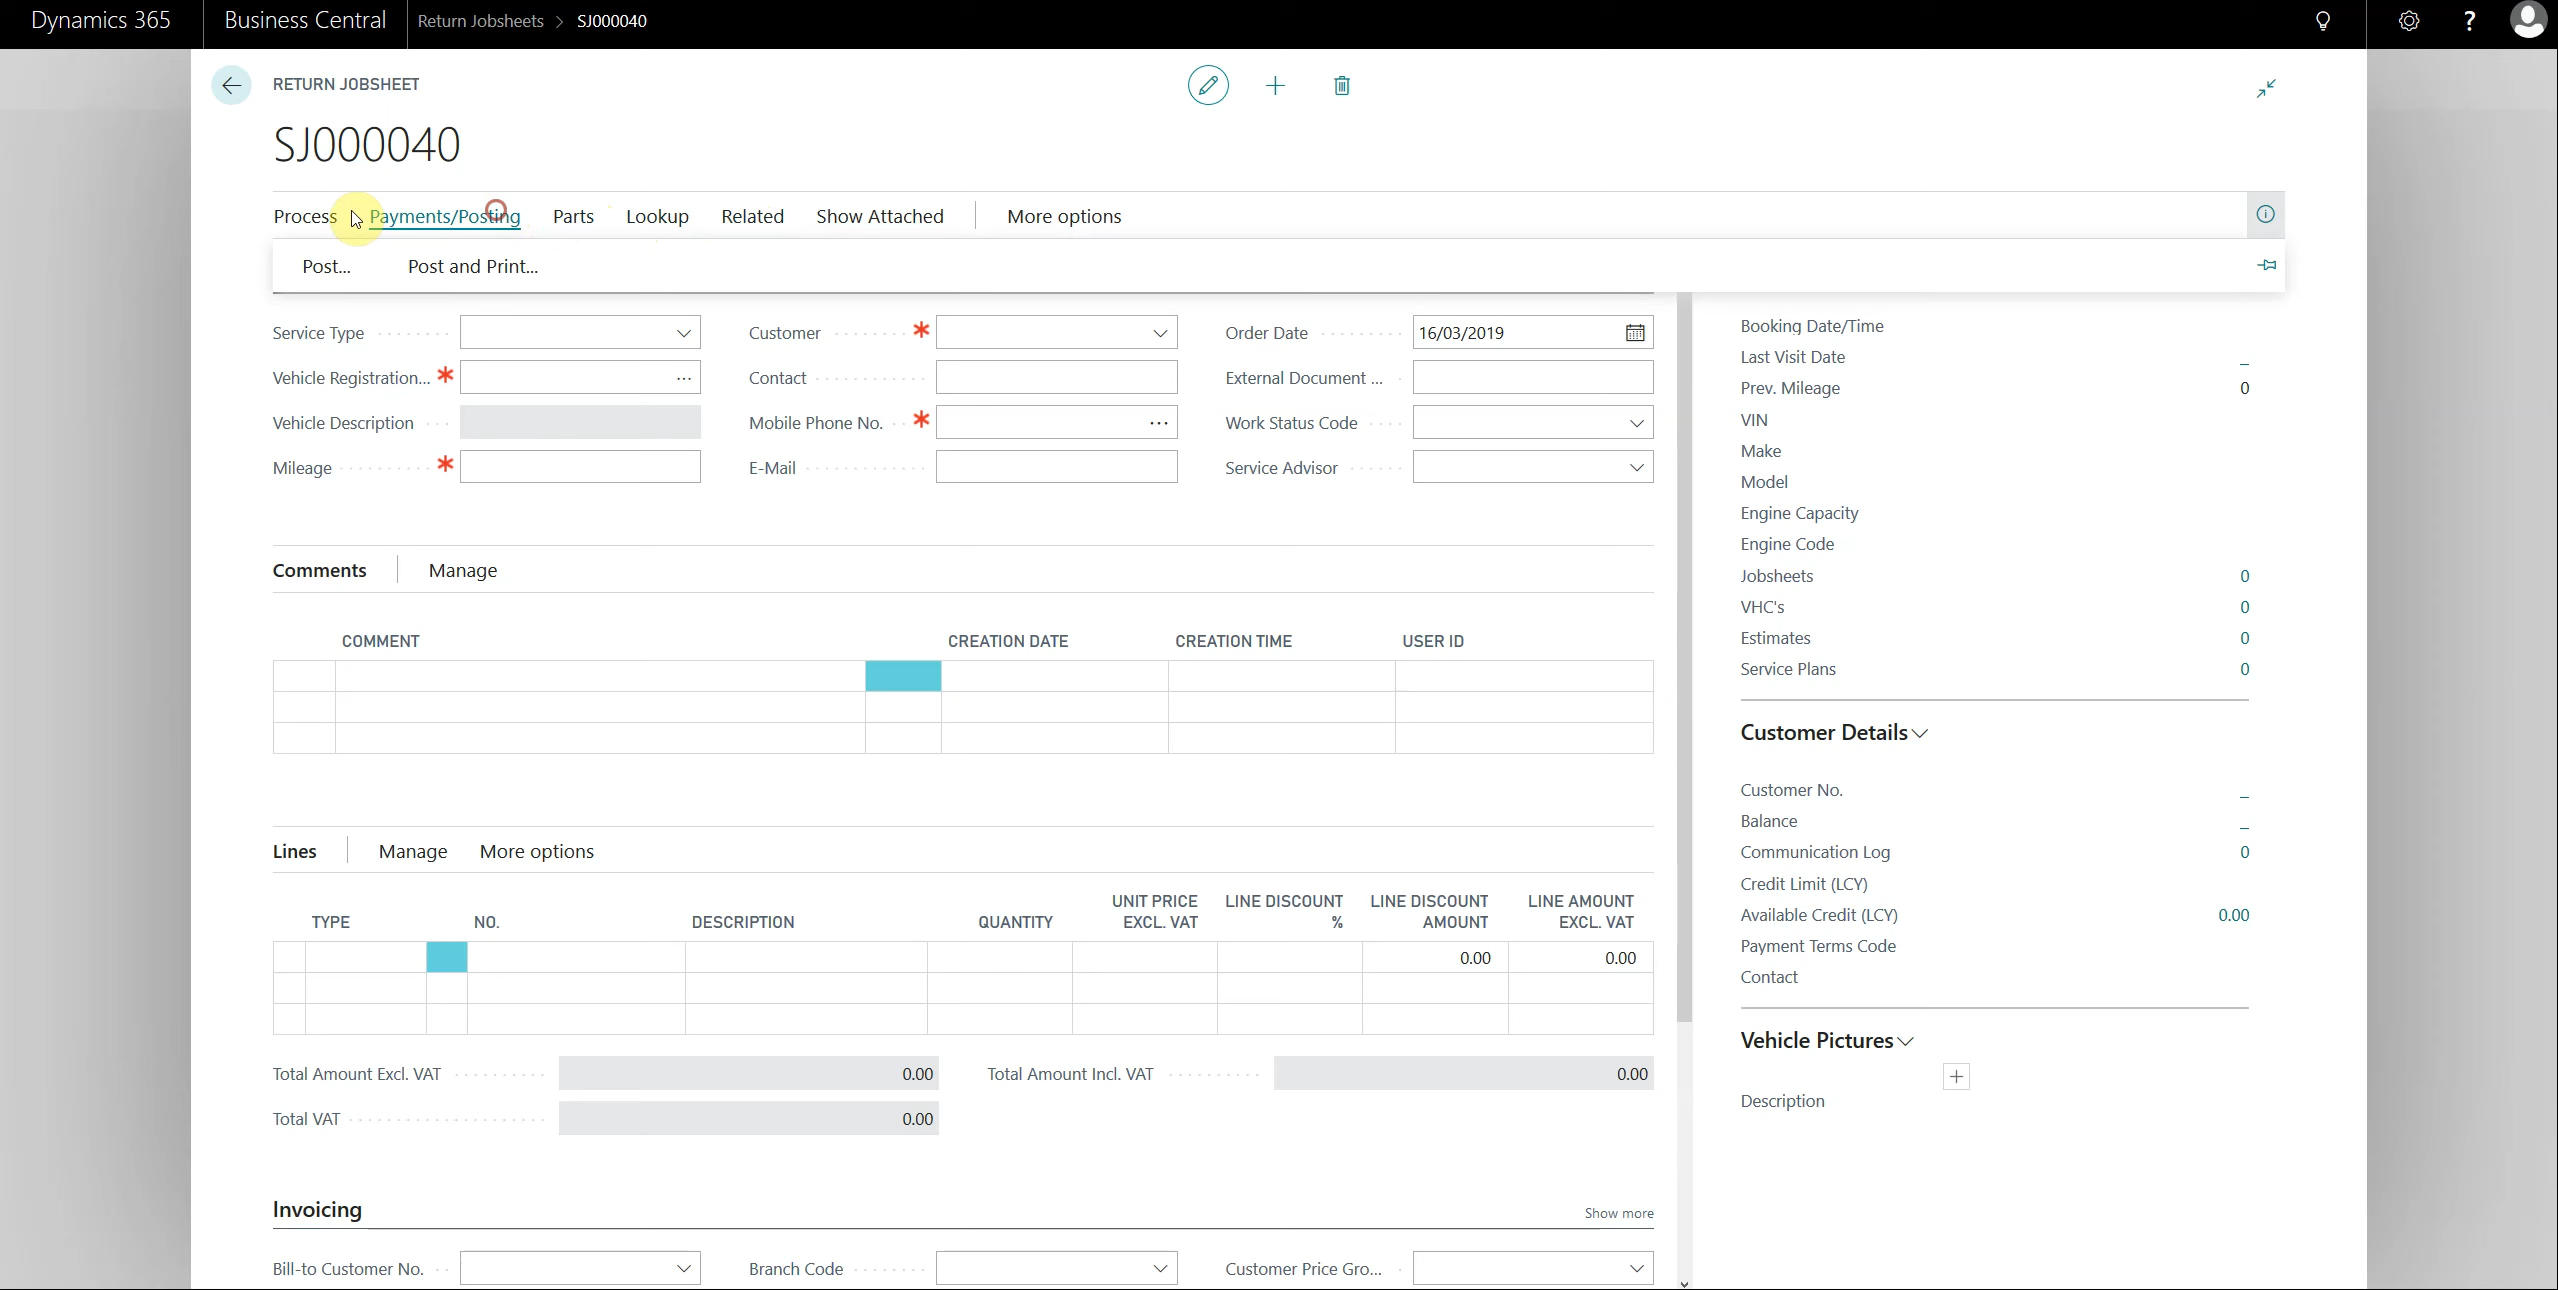 Dynamics 365 Business Central Return Jobsheets > SJ000040 ?
RETURN JOBSHEET
SJ000040
Process Payments/Posting Parts Lookup Related Show Attached More options
Post... Post and Print...
Service Type Customer * Order Date 16/03/2019
Vehicle Registration... * ... Contact External Document ...
Vehicle Description Mobile Phone No. * ... Work Status Code
Mileage * E-Mail Service Advisor
Booking Date/Time
Last Visit Date _
Prev. Mileage 0
VIN
Make
Model
Engine Capacity
Engine Code
Jobsheets 0
VHC's 0
Estimates 0
Service Plans 0
Comments Manage
COMMENT CREATION DATE CREATION TIME USER ID
Customer Details
Customer No. _
Balance _
Communication Log 0
Credit Limit (LCY)
Available Credit (LCY) 0.00
Payment Terms Code
Contact
Lines Manage More options
TYPE NO. DESCRIPTION QUANTITY UNIT PRICE EXCL. VAT LINE DISCOUNT % LINE DISCOUNT AMOUNT LINE AMOUNT EXCL. VAT
0.00 0.00
Total Amount Excl. VAT 0.00 Total Amount Incl. VAT 0.00
Total VAT 0.00
Vehicle Pictures
+
Description
Invoicing Show more
Bill-to Customer No. Branch Code Customer Price Gro...